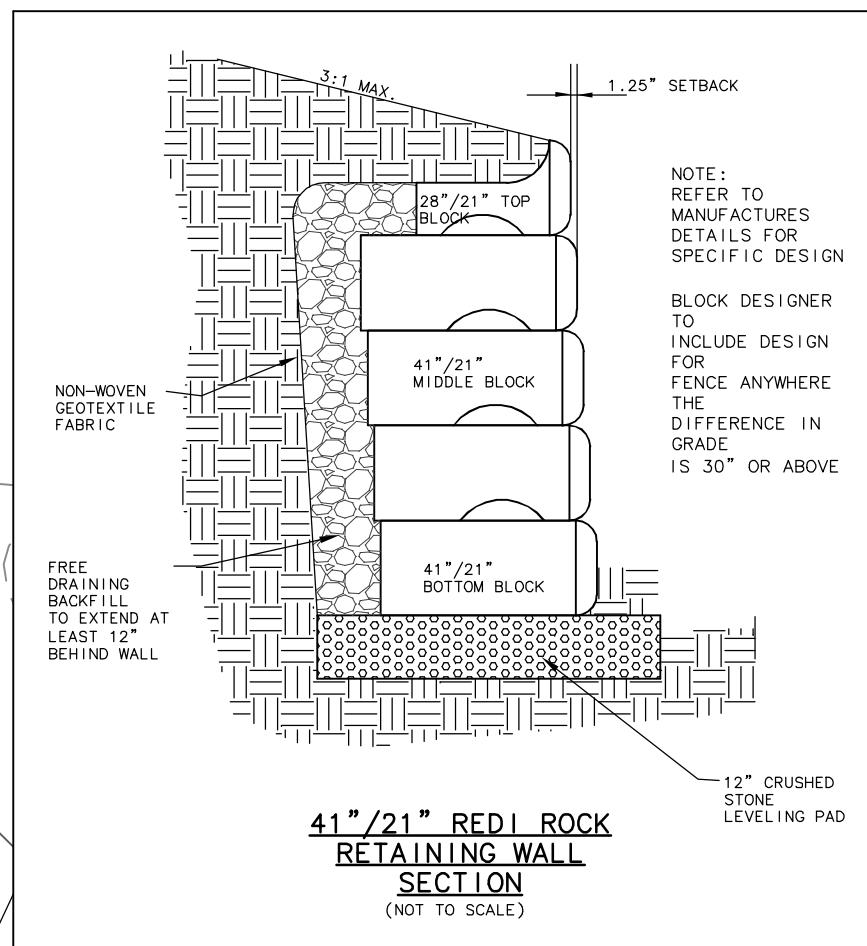 3:1 MAX.
1.25" SETBACK
28"/21" TOP
BLOCK
NOTE:
REFER TO
MANUFACTURES
DETAILS FOR
SPECIFIC DESIGN
BLOCK DESIGNER
TO
INCLUDE DESIGN
FOR
FENCE ANYWHERE
THE
DIFFERENCE IN
GRADE
IS 30" OR ABOVE
41"/21"
MIDDLE BLOCK
NON-WOVEN
GEOTEXTILE
FABRIC
FREE
DRAINING
BACKFILL
TO EXTEND AT
LEAST 12"
BEHIND WALL
41"/21"
BOTTOM BLOCK
12" CRUSHED
STONE
LEVELING PAD
41"/21" REDI ROCK
RETAINING WALL
SECTION
(NOT TO SCALE)